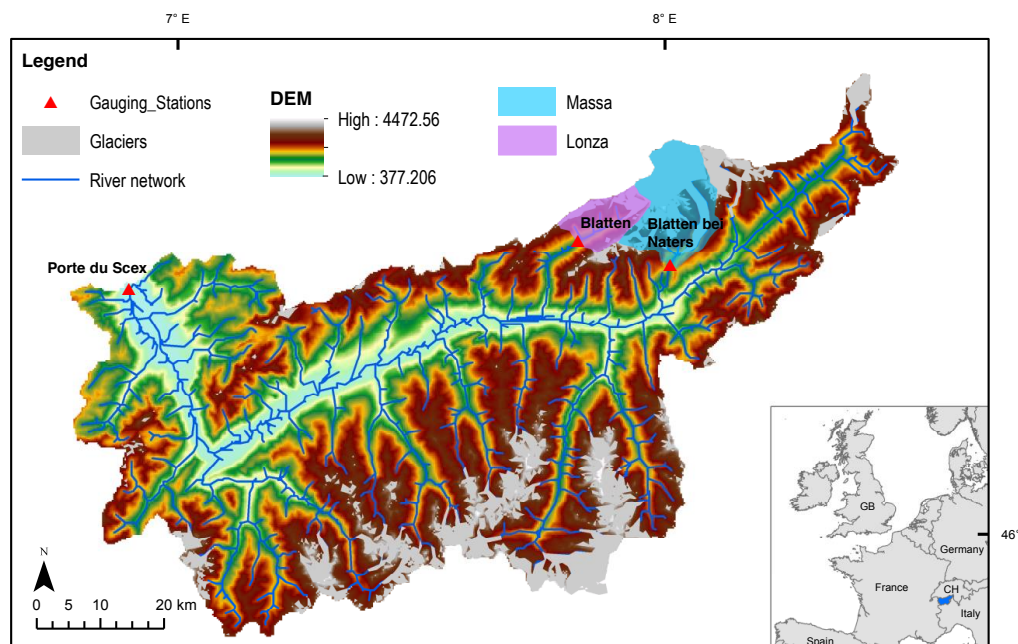 7° E
8° E
Legend
Gauging_Stations
Glaciers
River network
DEM
High : 4472.56
Low : 377.206
Massa
Lonza
Blatten
Blatten bei
Naters
Porte du Scex
N
0 5 10 20 km
46°
GB
Germany
France
CH
Italy
Spain